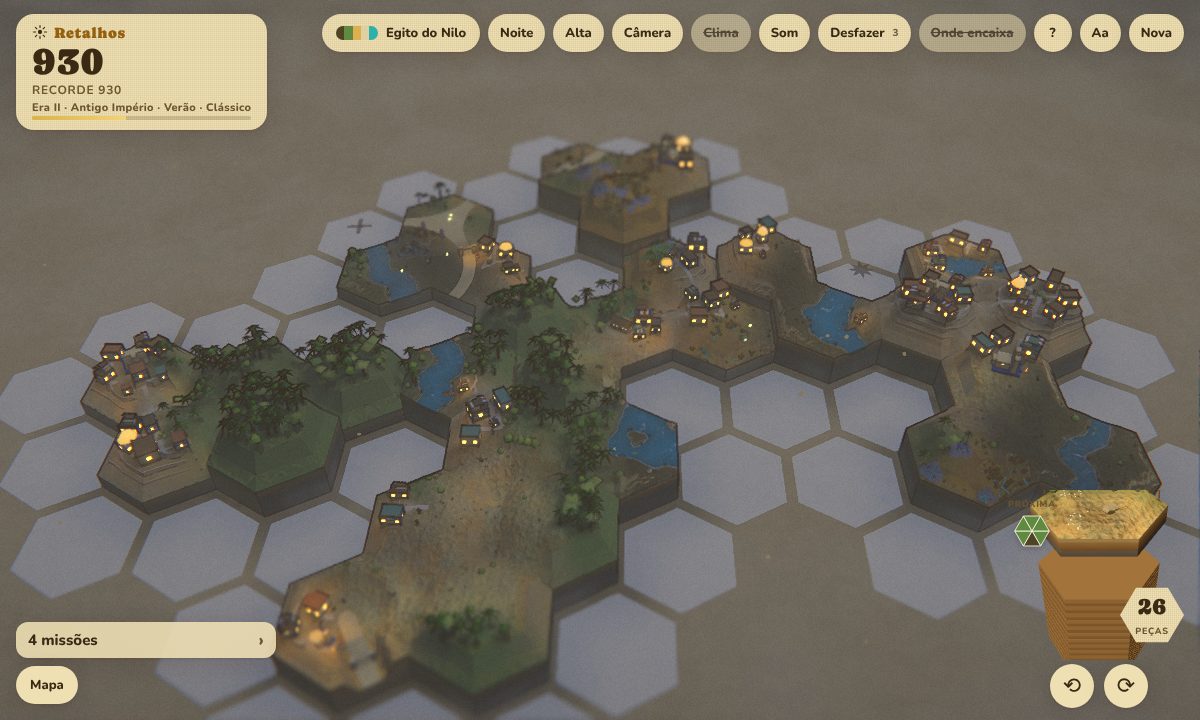 Retalhos
930
RECORDE 930
Era II · Antigo Império · Verão · Clássico
Egito do Nilo
Noite
Alta
Câmera
Clima
Som
Desfazer 3
Onde encaixa
?
Aa
Nova
PRÓXIMA
26
PEÇAS
4 missões ›
Mapa